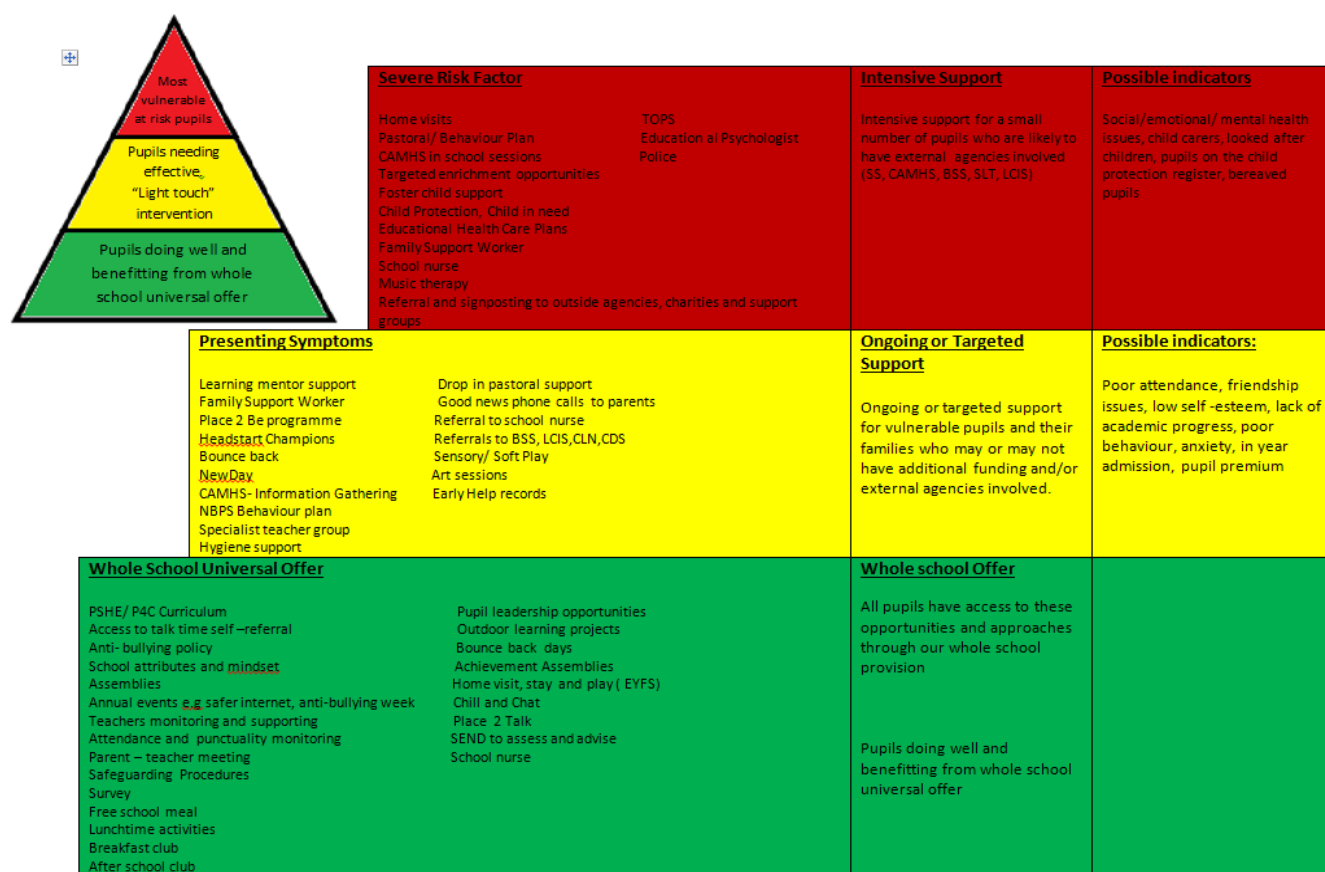 Most
vulnerable
at risk pupils
Pupils needing
effective,
“Light touch”
intervention
Pupils doing well and
benefitting from whole
school universal offer
Severe Risk Factor
Home visits
Pastoral/ Behaviour Plan
CAMHS in school sessions
Targeted enrichment opportunities
Foster child support
Child Protection, Child in need
Educational Health Care Plans
Family Support Worker
School nurse
Music therapy
Referral and signposting to outside agencies, charities and support
groups
TOPS
Education al Psychologist
Police
Intensive Support
Intensive support for a small
number of pupils who are likely to
have external agencies involved
(SS, CAMHS, BSS, SLT, LCIS)
Possible indicators
Social/emotional/ mental health
issues, child carers, looked after
children, pupils on the child
protection register, bereaved
pupils
Presenting Symptoms
Learning mentor support
Family Support Worker
Place 2 Be programme
Headstart Champions
Bounce back
NewDay
CAMHS- Information Gathering
NBPS Behaviour plan
Specialist teacher group
Hygiene support
Drop in pastoral support
Good news phone calls to parents
Referral to school nurse
Referrals to BSS, LCIS,CLN,CDS
Sensory/ Soft Play
Art sessions
Early Help records
Ongoing or Targeted
Support
Ongoing or targeted support
for vulnerable pupils and their
families who may or may not
have additional funding and/or
external agencies involved.
Possible indicators:
Poor attendance, friendship
issues, low self -esteem, lack of
academic progress, poor
behaviour, anxiety, in year
admission, pupil premium
Whole School Universal Offer
PSHE/ P4C Curriculum
Access to talk time self –referral
Anti- bullying policy
School attributes and mindset
Assemblies
Annual events e.g safer internet, anti-bullying week
Teachers monitoring and supporting
Attendance and punctuality monitoring
Parent – teacher meeting
Safeguarding Procedures
Survey
Free school meal
Lunchtime activities
Breakfast club
After school club
Pupil leadership opportunities
Outdoor learning projects
Bounce back days
Achievement Assemblies
Home visit, stay and play ( EYFS)
Chill and Chat
Place 2 Talk
SEND to assess and advise
School nurse
Whole school Offer
All pupils have access to these
opportunities and approaches
through our whole school
provision
Pupils doing well and
benefitting from whole school
universal offer